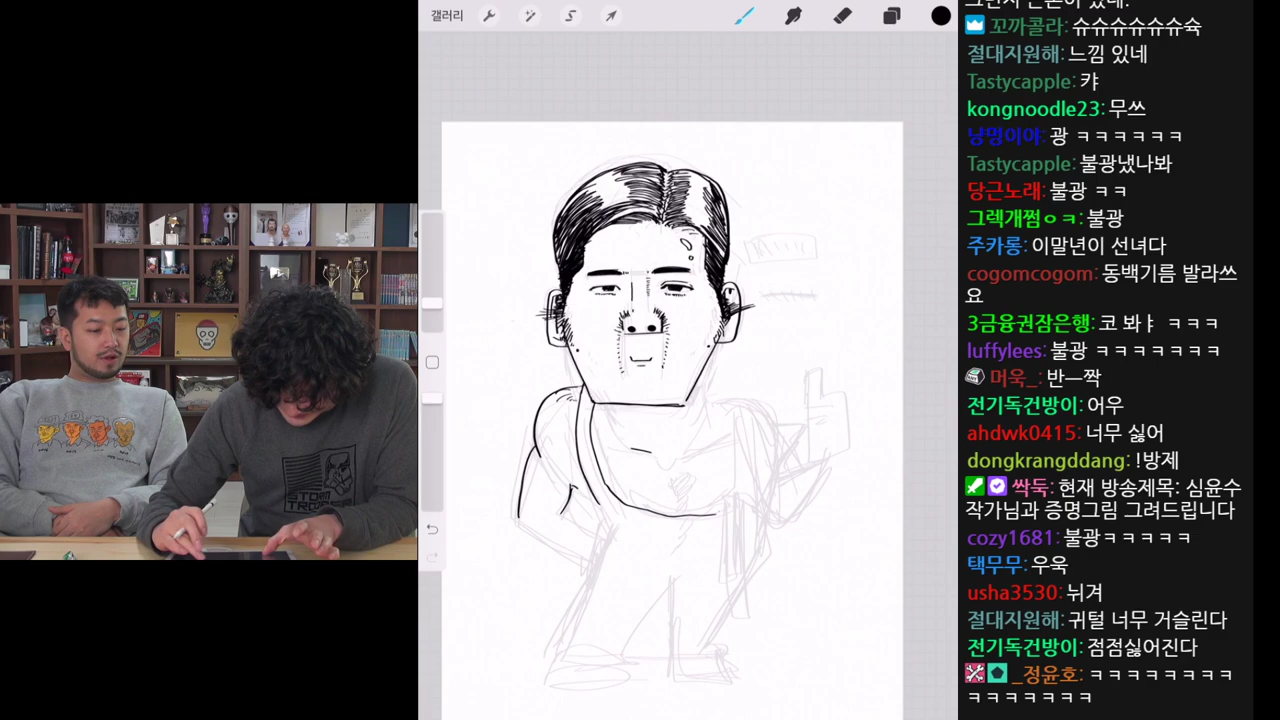 갤러리
꼬까콜라: 슈슈슈슈슈슈슉
절대지원해: 느낌 있네
Tastycapple: 캬
kongnoodle23: 무쓰
낭밍이야: 광 ㅋㅋㅋㅋㅋㅋ
Tastycapple: 불광냈나봐
당근노래: 불광 ㅋㅋ
그렉개쩜ㅇㅋ: 불광
주카롱: 이말년이 선녀다
cogomcogom: 동백기름 발라쓰
요
3금융권잠은행: 코 봐ㅑ ㅋㅋㅋ
luffylees: 불광 ㅋㅋㅋㅋㅋㅋㅋ
머욱_: 반—짝
전기독건방이: 어우
ahdwk0415: 너무 싫어
dongkrangddang: !방제
싹둑: 현재 방송제목: 심윤수
작가님과 증명그림 그려드립니다
cozy1681: 불광ㅋㅋㅋㅋㅋ
택무무: 우욱
usha3530: 뉘겨
절대지원해: 귀털 너무 거슬린다
전기독건방이: 점점싫어진다
_정윤호: ㅋㅋㅋㅋㅋㅋㅋㅋ
ㅋㅋㅋㅋㅋㅋㅋ
STORM
TROOPER